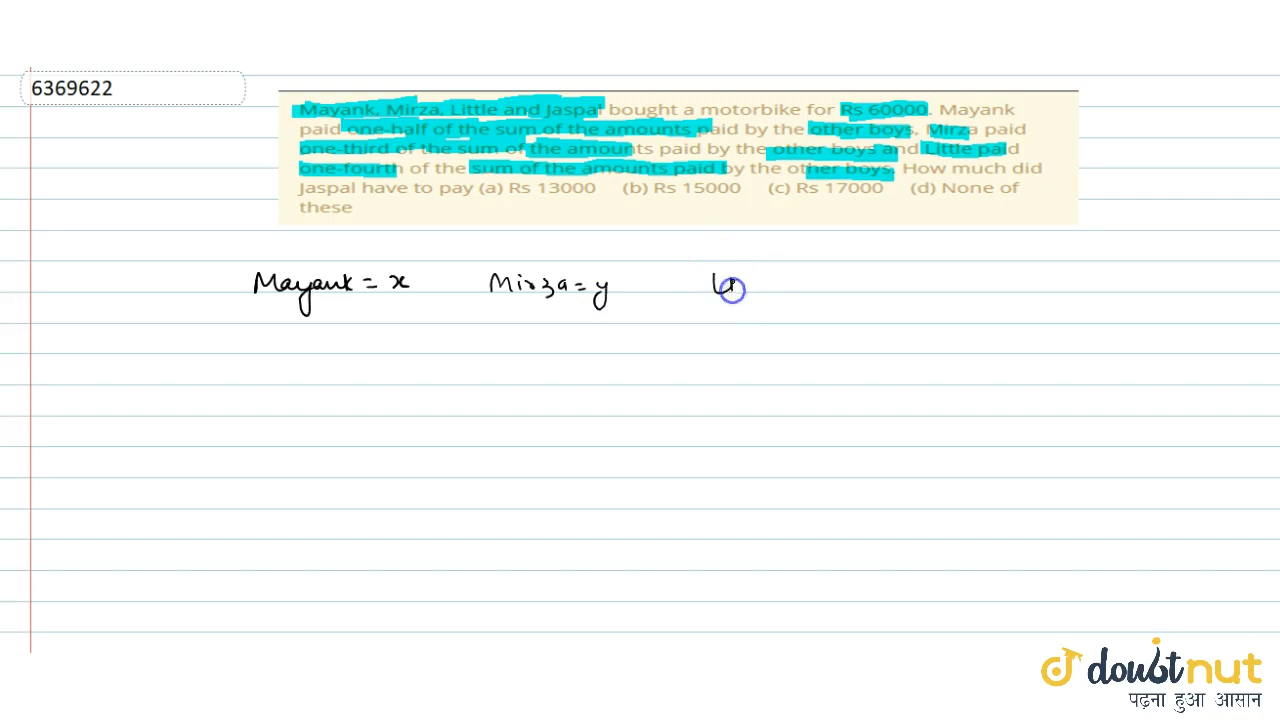 6369622
Mayank, Mirza, Little and Jaspal bought a motorbike for Rs 60000. Mayank
paid one-half of the sum of the amounts paid by the other boys, Mirza paid
one-third of the sum of the amounts paid by the other boys and Little paid
one-fourth of the sum of the amounts paid by the other boys. How much did
Jaspal have to pay (a) Rs 13000 (b) Rs 15000 (c) Rs 17000 (d) None of
these
Mayank = x Mirza = y
doubtnut
पढ़ना हुआ आसान